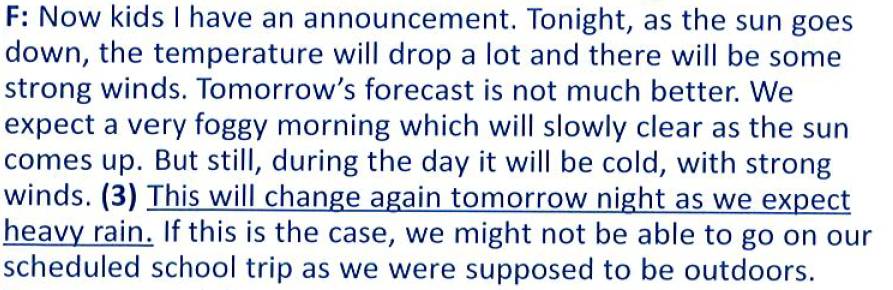 F: Now kids I have an announcement. Tonight, as the sun goes
down, the temperature will drop a lot and there will be some
strong winds. Tomorrow’s forecast is not much better. We
expect a very foggy morning which will slowly clear as the sun
comes up. But still, during the day it will be cold, with strong
winds. (3) This will change again tomorrow night as we expect
heavy rain. If this is the case, we might not be able to go on our
scheduled school trip as we were supposed to be outdoors.